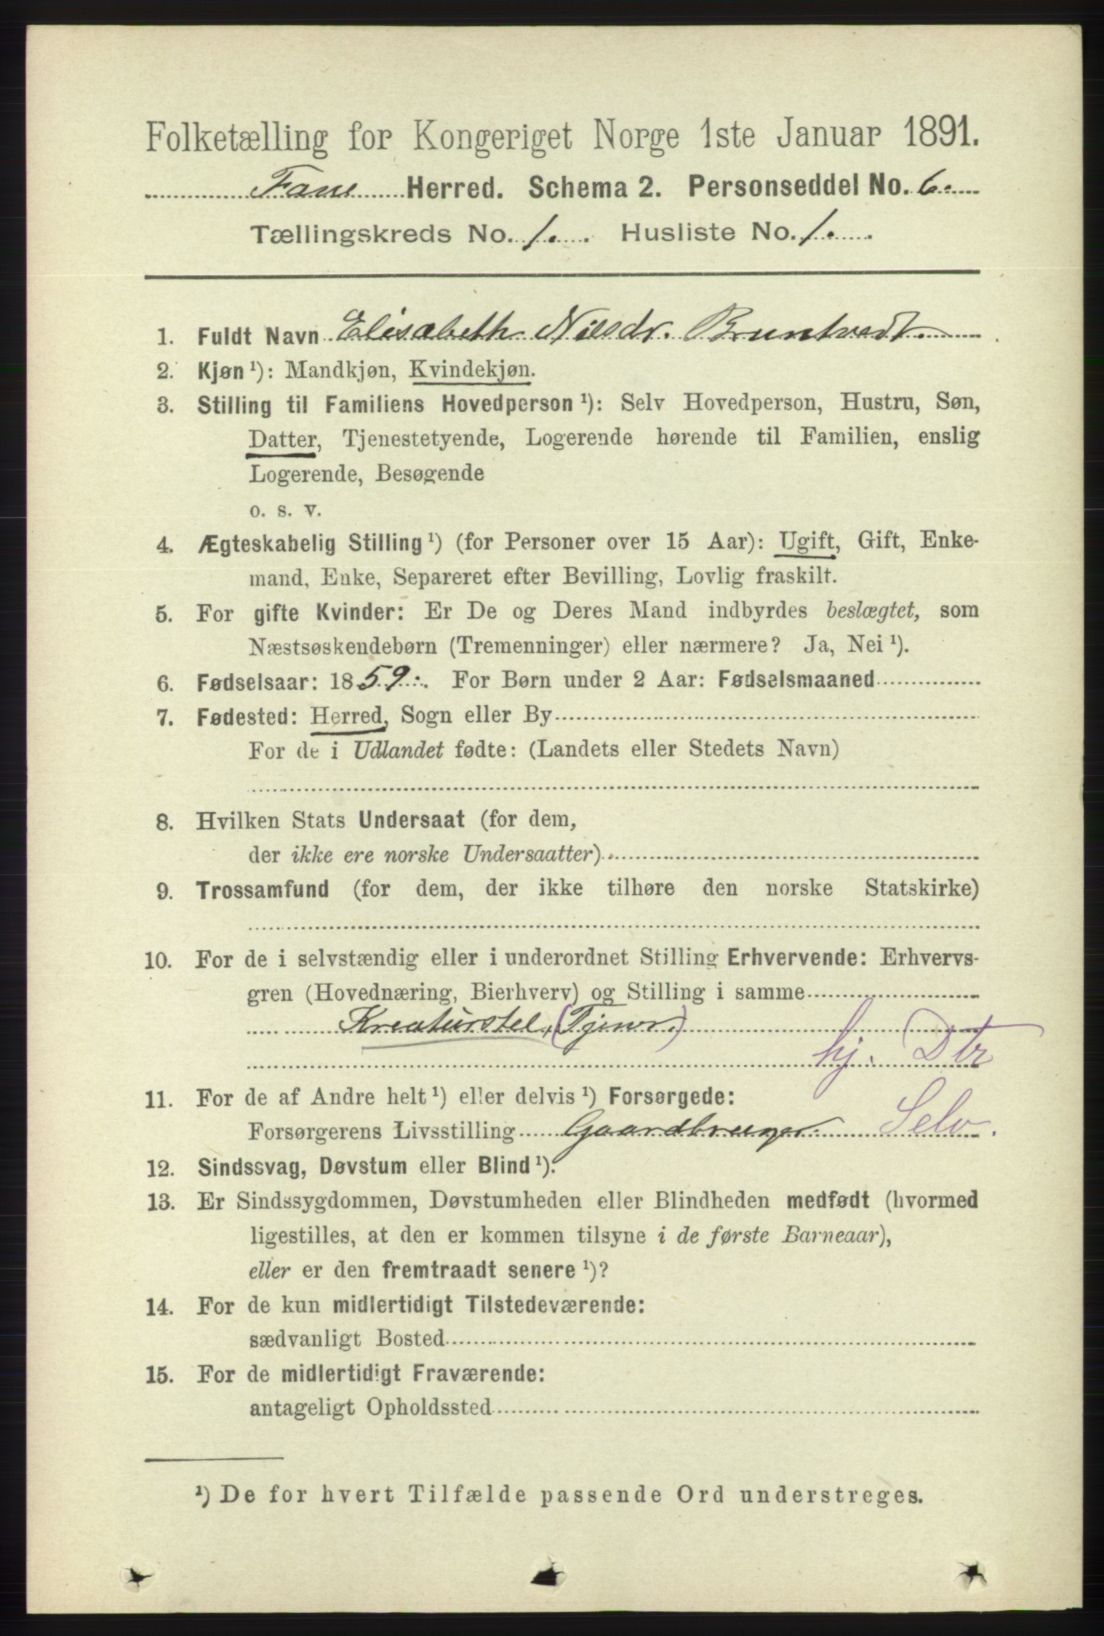 Folketælling for Kongeriget Norge 1ste Januar 1891.
Fane Herred. Schema 2. Personseddel No. 6.
Tællingskreds No. 1. Husliste No. 1.
1. Fuldt Navn Elisabeth Nilsdr. Bruntvedt.
2. Kjøn ¹): Mandkjøn, Kvindekjøn.
3. Stilling til Familiens Hovedperson ¹): Selv Hovedperson, Hustru, Søn,
Datter, Tjenestetyende, Logerende hørende til Familien, enslig
Logerende, Besøgende
o. s. v.
4. Ægteskabelig Stilling ¹) (for Personer over 15 Aar): Ugift, Gift, Enke-
mand, Enke, Separeret efter Bevilling, Lovlig fraskilt.
5. For gifte Kvinder: Er De og Deres Mand indbyrdes beslægtet, som
Næstsøskendebørn (Tremenninger) eller nærmere? Ja, Nei ¹).
6. Fødselsaar: 1859. For Børn under 2 Aar: Fødselsmaaned
7. Fødested: Herred, Sogn eller By
For de i Udlandet fødte: (Landets eller Stedets Navn)
8. Hvilken Stats Undersaat (for dem,
der ikke ere norske Undersaatter)
9. Trossamfund (for dem, der ikke tilhøre den norske Statskirke)
10. For de i selvstændig eller i underordnet Stilling Erhvervende: Erhvervs-
gren (Hovednæring, Bierhverv) og Stilling i samme
Kreaturstel, (Tjener.)
hj. Dtr
11. For de af Andre helt ¹) eller delvis ¹) Forsørgede:
Forsørgerens Livsstilling Gaardbruger. Selv.
12. Sindssvag, Døvstum eller Blind ¹).
13. Er Sindssygdommen, Døvstumheden eller Blindheden medfødt (hvormed
ligestilles, at den er kommen tilsyne i de første Barneaar),
eller er den fremtraadt senere ¹)?
14. For de kun midlertidigt Tilstedeværende:
sædvanligt Bosted
15. For de midlertidigt Fraværende:
antageligt Opholdssted
¹) De for hvert Tilfælde passende Ord understreges.